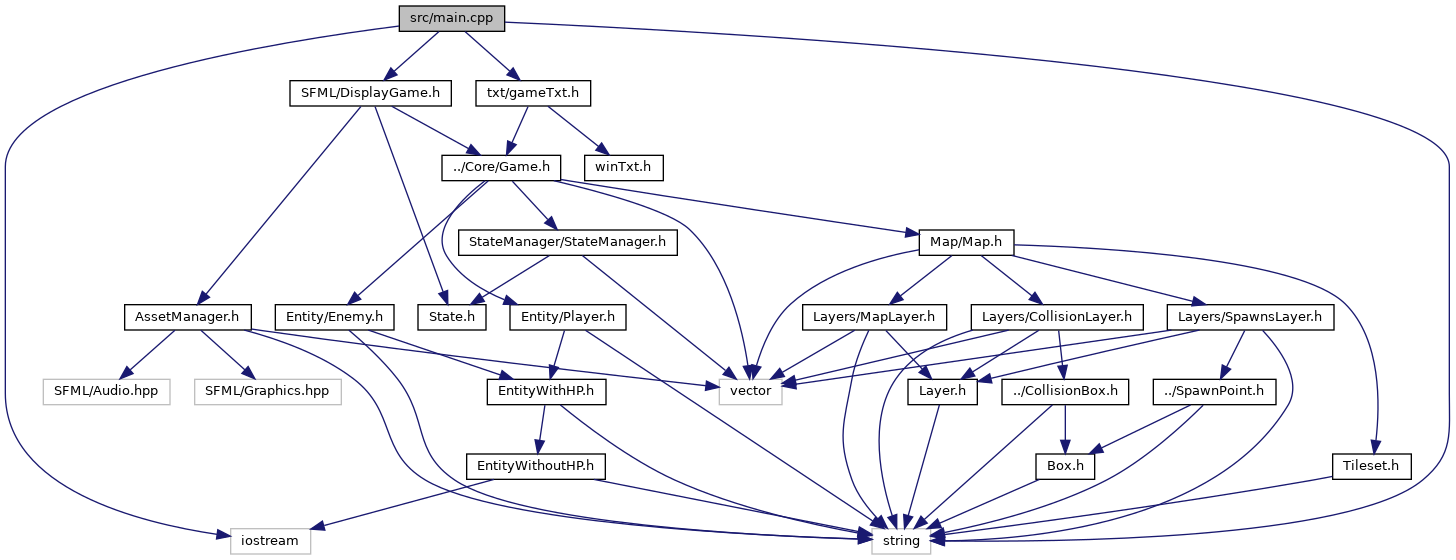 src/main.cpp
SFML/DisplayGame.h
txt/gameTxt.h
../Core/Game.h
winTxt.h
StateManager/StateManager.h
Map/Map.h
AssetManager.h
Entity/Enemy.h
State.h
Entity/Player.h
Layers/MapLayer.h
Layers/CollisionLayer.h
Layers/SpawnsLayer.h
SFML/Audio.hpp
SFML/Graphics.hpp
EntityWithHP.h
vector
Layer.h
../CollisionBox.h
../SpawnPoint.h
EntityWithoutHP.h
Box.h
Tileset.h
iostream
string